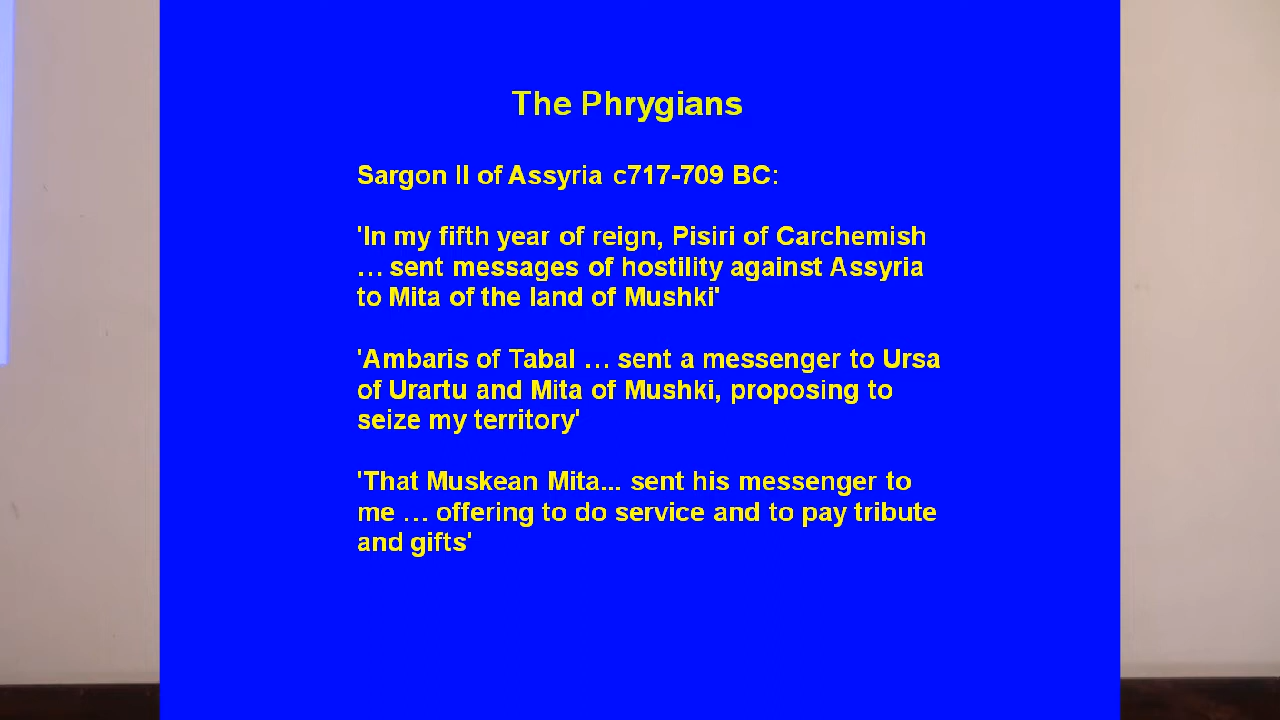 The Phrygians
Sargon II of Assyria c717-709 BC:
'In my fifth year of reign, Pisiri of Carchemish
… sent messages of hostility against Assyria
to Mita of the land of Mushki'
'Ambaris of Tabal … sent a messenger to Ursa
of Urartu and Mita of Mushki, proposing to
seize my territory'
'That Muskean Mita... sent his messenger to
me … offering to do service and to pay tribute
and gifts'